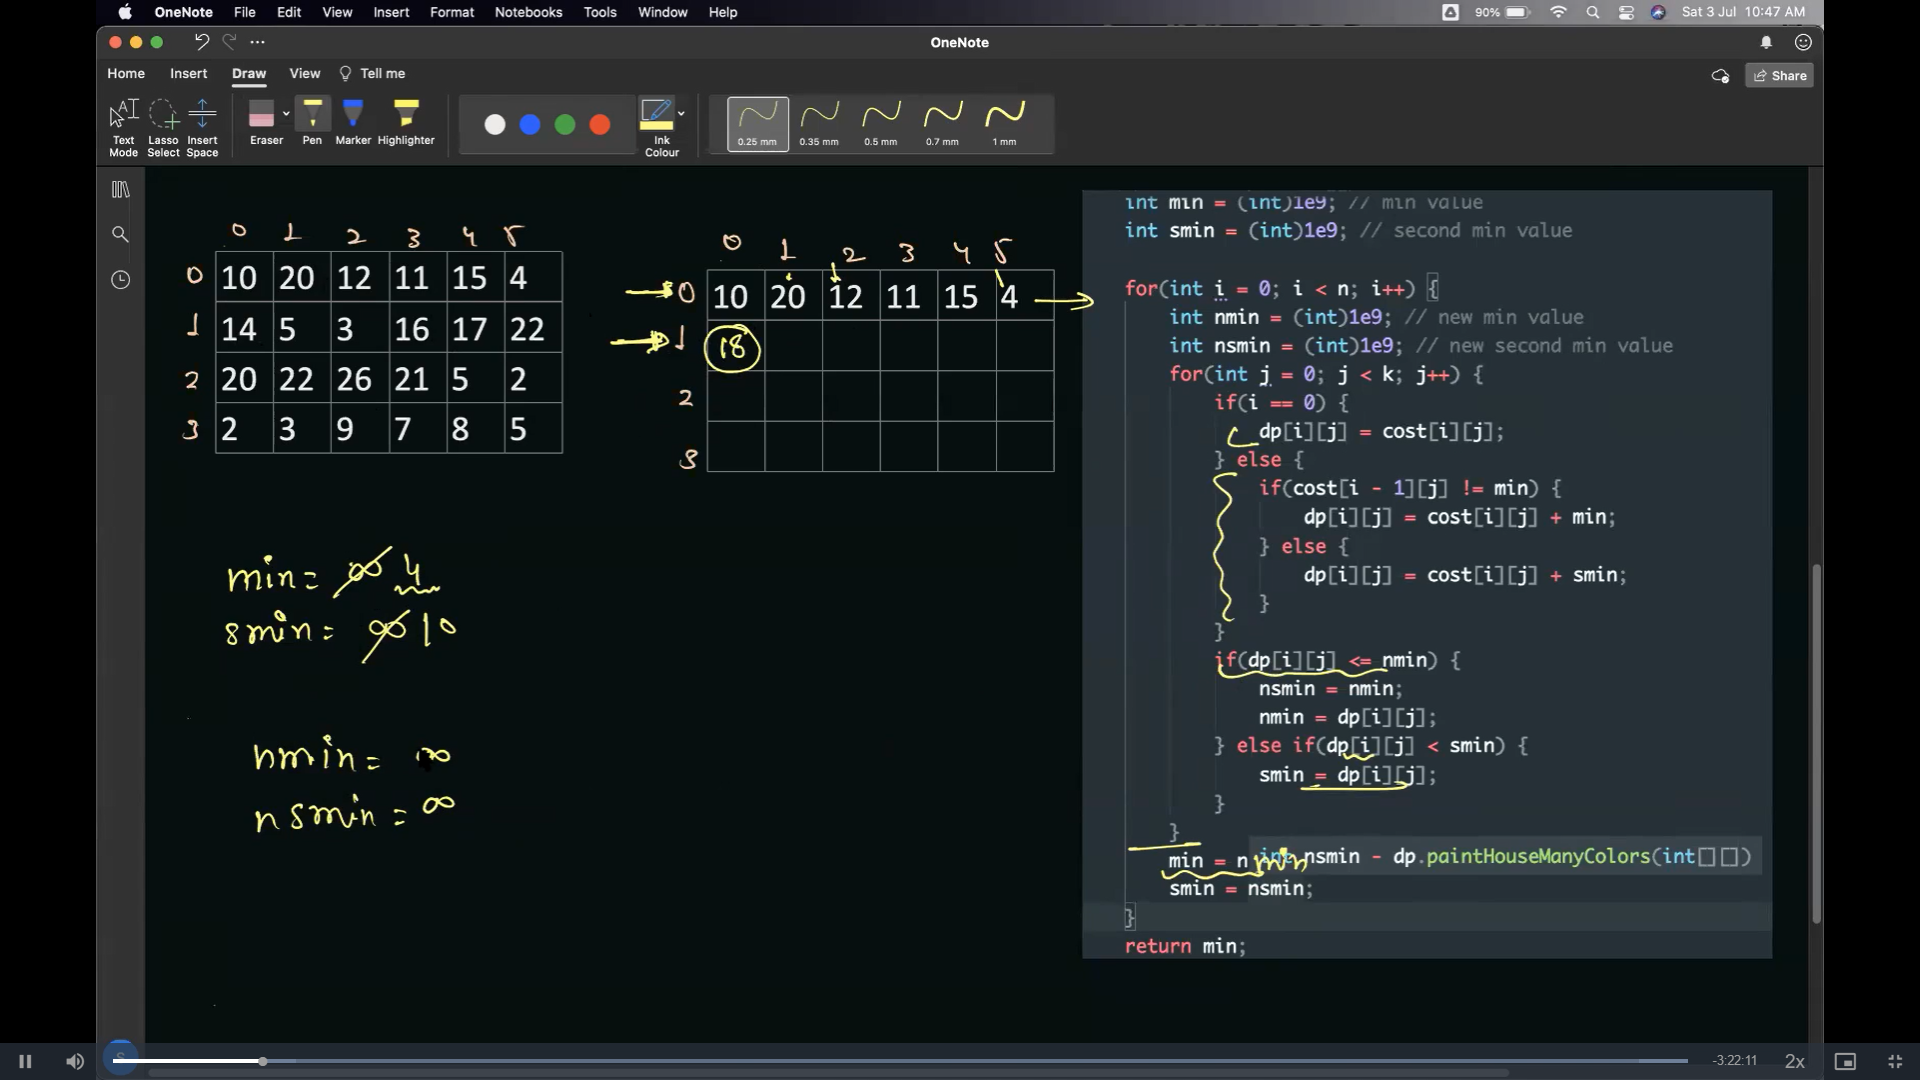 OneNote File Edit View Insert Format Notebooks Tools Window Help
90% Sat 3 Jul 10:47 AM
OneNote
Home Insert Draw View Tell me
Share
Text Mode
Lasso Select
Insert Space
Eraser
Pen
Marker
Highlighter
Ink Colour
0.25 mm
0.35 mm
0.5 mm
0.7 mm
1 mm
0 1 2 3 4 5
0 10 20 12 11 15 4
1 14 5 3 16 17 22
2 20 22 26 21 5 2
3 2 3 9 7 8 5
0 1 2 3 4 5
0 10 20 12 11 15 4
1 18
2
3
min = ∞ 4
smin = ∞ 10
nmin = ∞
nsmin = ∞
int min = (int)1e9; // min value
int smin = (int)1e9; // second min value
for(int i = 0; i < n; i++) {
int nmin = (int)1e9; // new min value
int nsmin = (int)1e9; // new second min value
for(int j = 0; j < k; j++) {
if(i == 0) {
dp[i][j] = cost[i][j];
} else {
if(cost[i - 1][j] != min) {
dp[i][j] = cost[i][j] + min;
} else {
dp[i][j] = cost[i][j] + smin;
}
}
if(dp[i][j] <= nmin) {
nsmin = nmin;
nmin = dp[i][j];
} else if(dp[i][j] < smin) {
smin = dp[i][j];
}
}
min = n min
int nsmin - dp.paintHouseManyColors(int[][])
smin = nsmin;
}
return min;
-3:22:11 2x